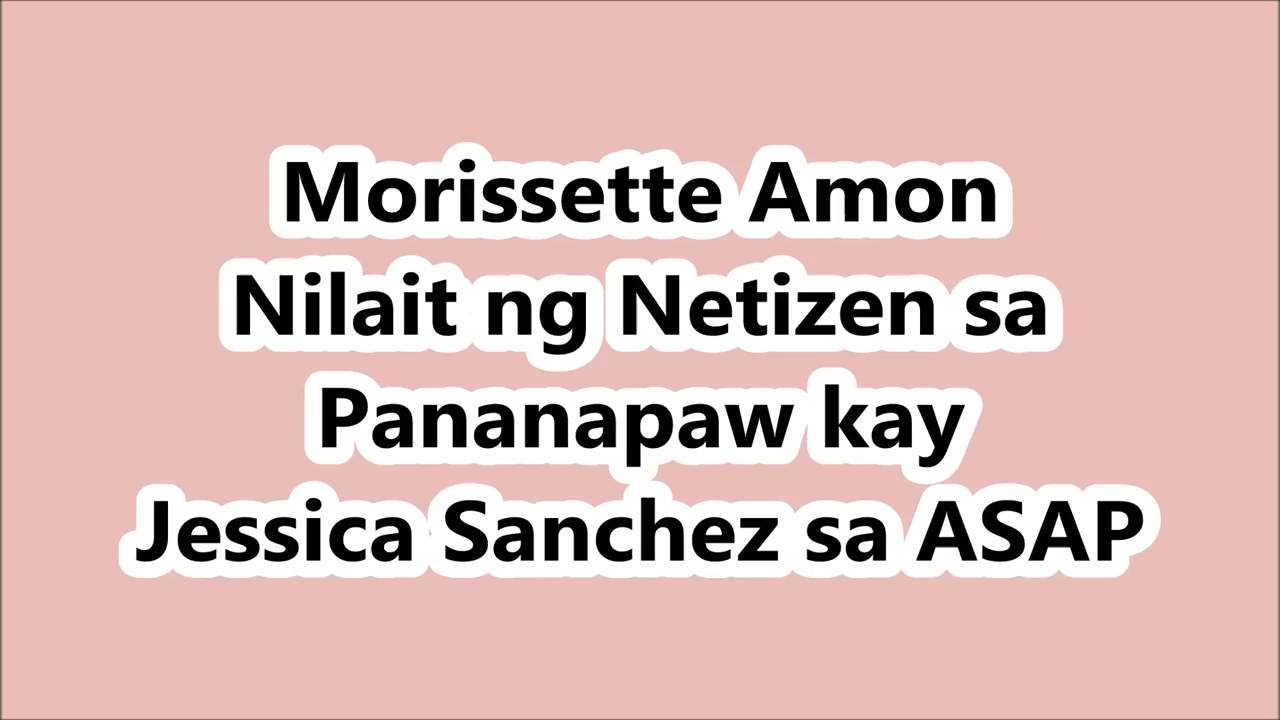 Morissette Amon
Nilait ng Netizen sa
Pananapaw kay
Jessica Sanchez sa ASAP